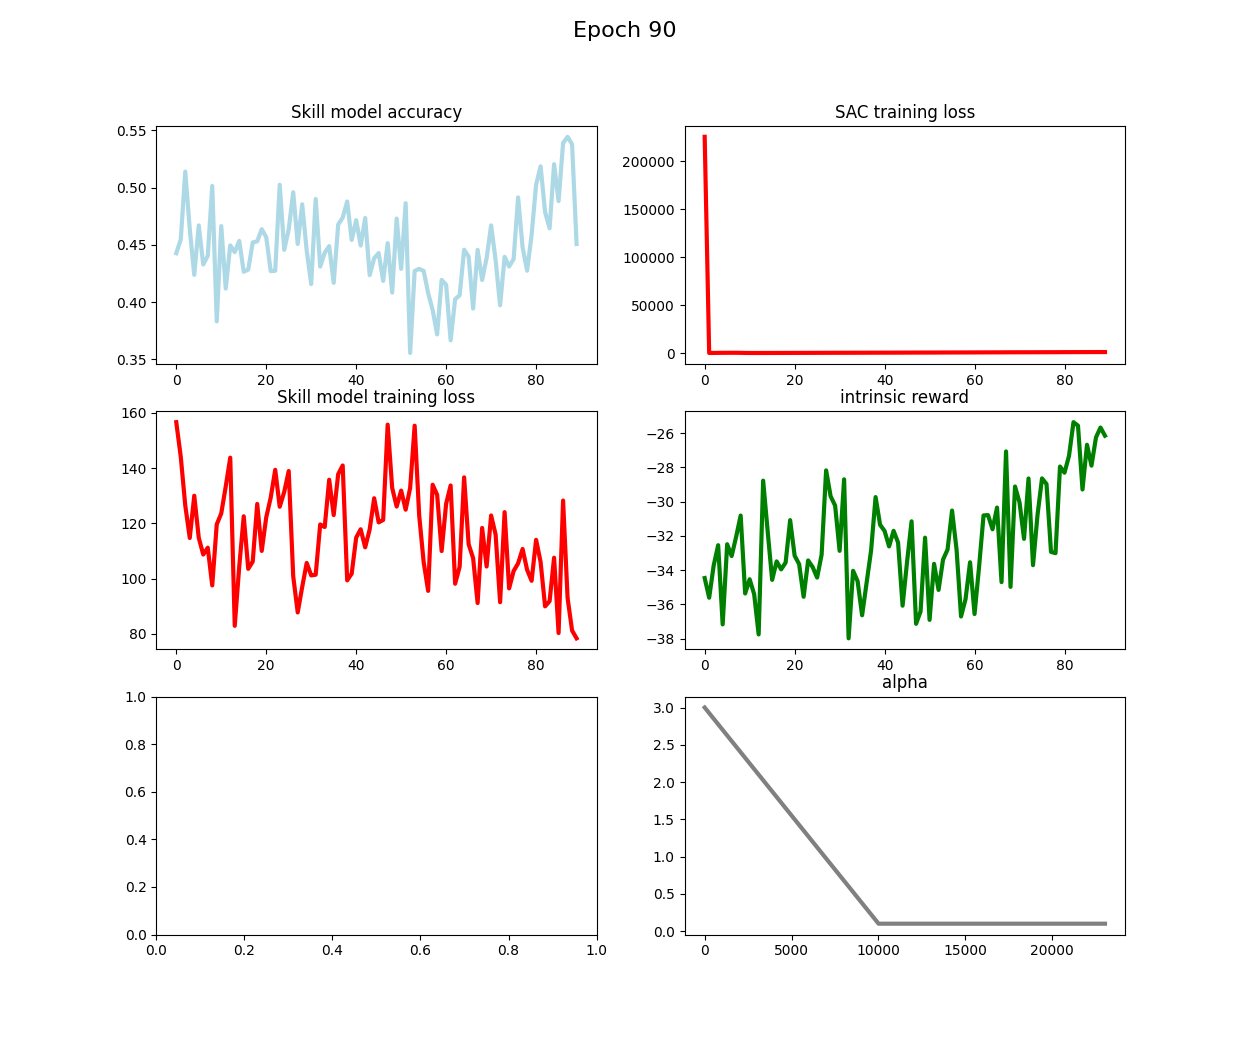 Epoch 90
Skill model accuracy
0.55
0.50
0.45
0.40
0.35
0 20 40 60 80
SAC training loss
200000
150000
100000
50000
0
0 20 40 60 80
Skill model training loss
160
140
120
100
80
0 20 40 60 80
intrinsic reward
−26
−28
−30
−32
−34
−36
−38
0 20 40 60 80
1.0
0.8
0.6
0.4
0.2
0.0
0.0 0.2 0.4 0.6 0.8 1.0
alpha
3.0
2.5
2.0
1.5
1.0
0.5
0.0
0 5000 10000 15000 20000